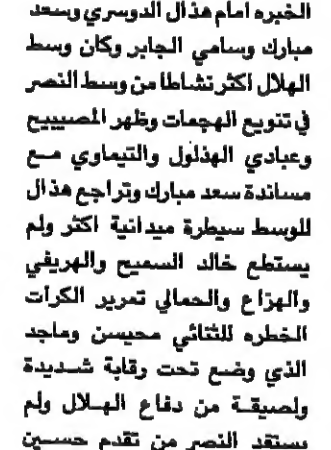 الخبره امام هذال الدوسري وسعد
مبارك وسامي الجابر وكان وسط
الهلال اكثر نشاطا من وسط النصر
في تنويع الهجمات وظهر المصيبيح
وعبادي الهذلول والتيماوي مع
مساندة سعد مبارك وتراجع هذال
للوسط سيطرة ميدانية اكثر ولم
يستطع خالد السميح والهريفي
والهزاع والحمالي تمرير الكرات
الخطره للثنائي محيسن وماجد
الذي وضع تحت رقابة شديدة
ولصيقة من دفاع الهلال ولم
يستفد النصر من تقدم حسين